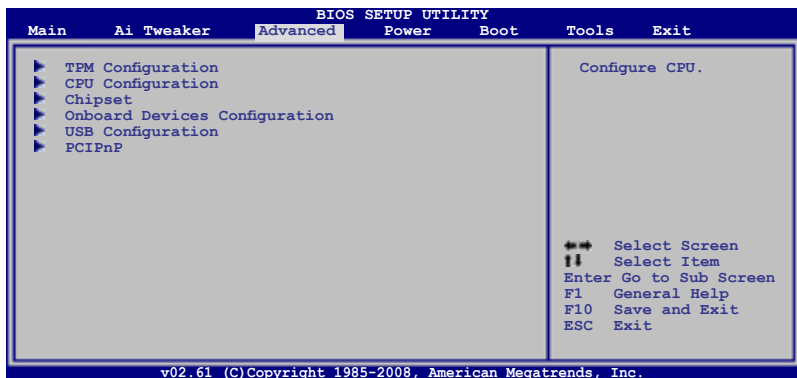 BIOS SETUP UTILITY
Main Ai Tweaker Advanced Power Boot Tools Exit
TPM Configuration
CPU Configuration
Chipset
Onboard Devices Configuration
USB Configuration
PCIPnP
Configure CPU.
Select Screen
Select Item
Enter Go to Sub Screen
F1 General Help
F10 Save and Exit
ESC Exit
v02.61 (C)Copyright 1985-2008, American Megatrends, Inc.